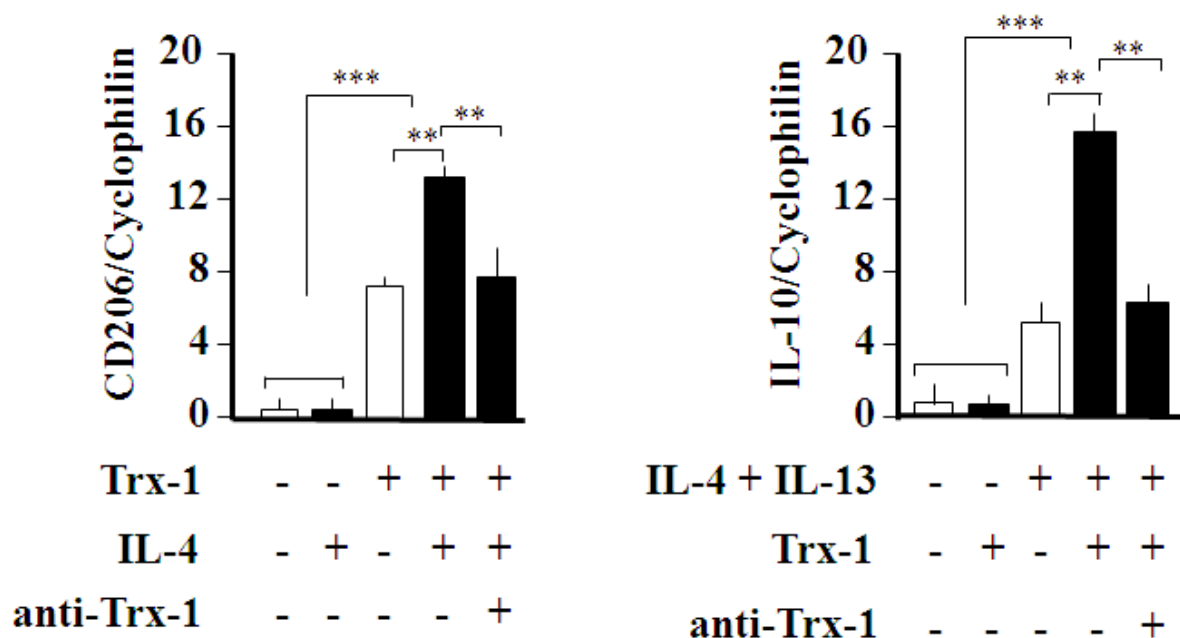 CD206/Cyclophilin
20
16
12
8
4
0
***
**
**
Trx-1 - - + + +
IL-4 - + - + +
anti-Trx-1 - - - - +
IL-10/Cyclophilin
20
16
12
8
4
0
***
**
**
IL-4 + IL-13 - - + + +
Trx-1 - + - + +
anti-Trx-1 - - - - +